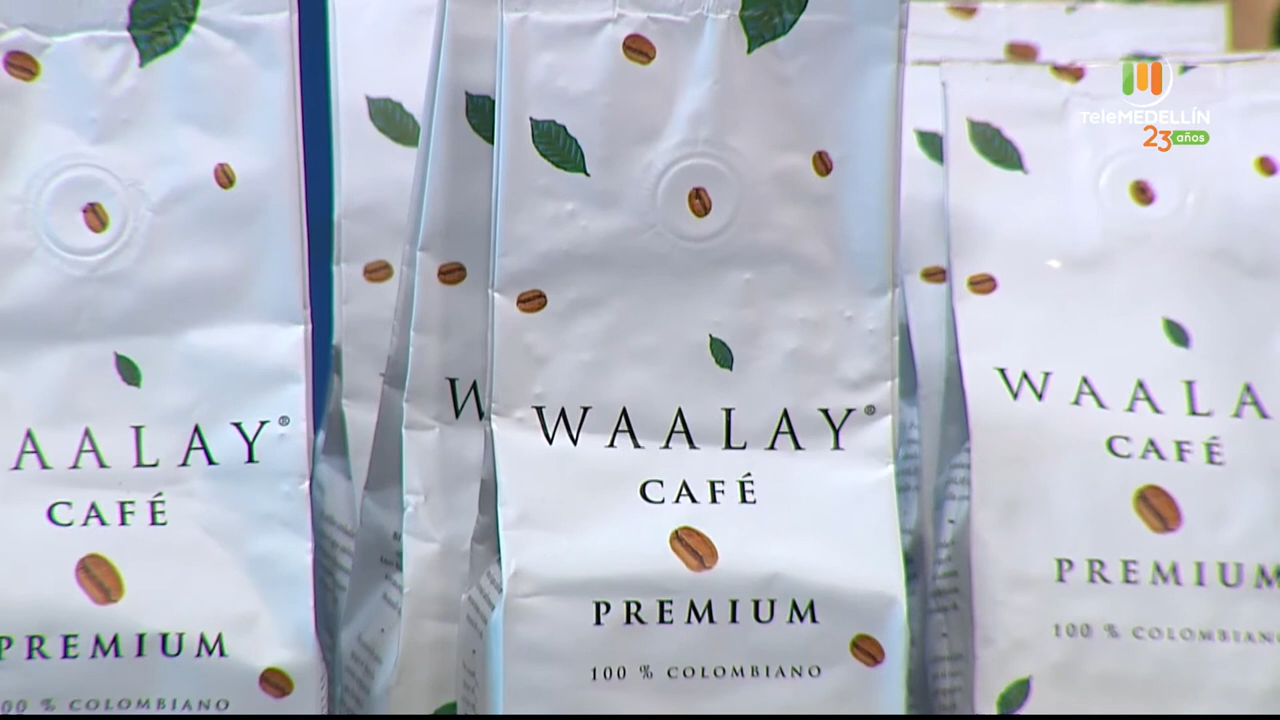 TeleMEDELLÍN
23 años
AALAY®
CAFÉ
PREMIUM
00 % COLOMBIANO
W
WAALAY®
CAFÉ
PREMIUM
100 % COLOMBIANO
WAALA
CAFÉ
PREMIUM
100 % COLOMBIANO